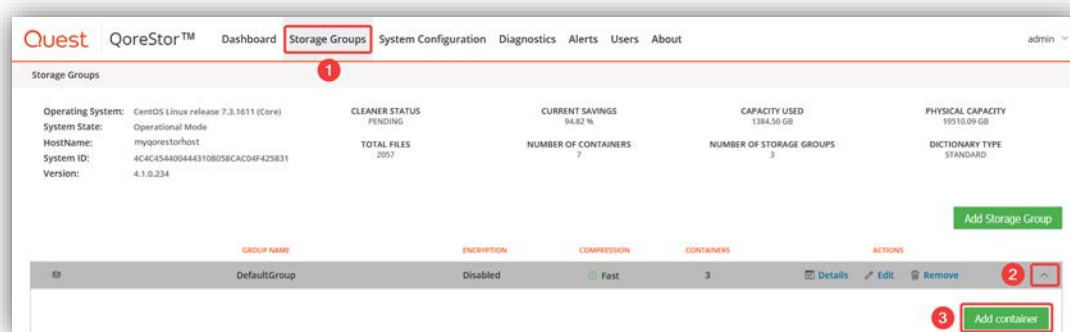 Quest QoreStor™ Dashboard Storage Groups System Configuration Diagnostics Alerts Users About admin
1
Storage Groups
Operating System: CentOS Linux release 7.3.1611 (Core) CLEANER STATUS CURRENT SAVINGS CAPACITY USED PHYSICAL CAPACITY
System State: Operational Mode PENDING 94.82 % 1384.50 GB 19510.09 GB
HostName: myqorestorhost TOTAL FILES NUMBER OF CONTAINERS NUMBER OF STORAGE GROUPS DICTIONARY TYPE
System ID: 4C4C4544004443108058CAC04F425831 2057 7 3 STANDARD
Version: 4.1.0.234
Add Storage Group
GROUP NAME ENCRYPTION COMPRESSION CONTAINERS ACTIONS
DefaultGroup Disabled Fast 3 Details Edit Remove 2
3 Add container